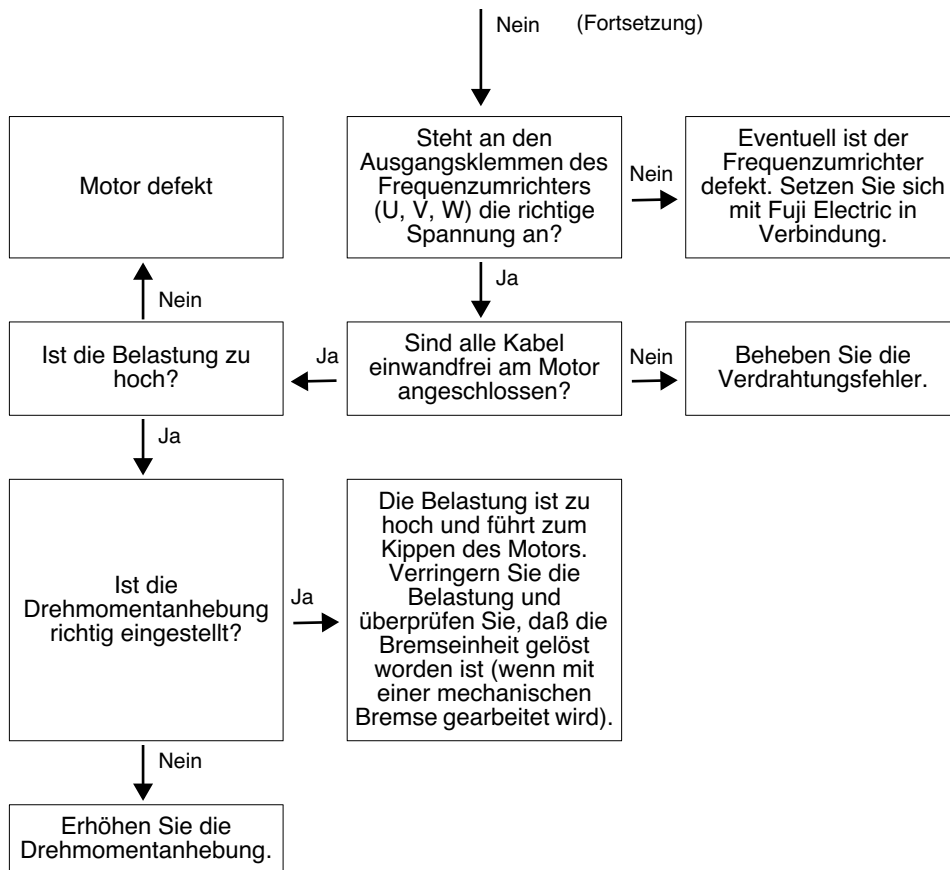 Nein (Fortsetzung)
Motor defekt
Steht an den
Ausgangsklemmen des
Frequenzumrichters
(U, V, W) die richtige
Spannung an?
Nein
Eventuell ist der
Frequenzumrichter
defekt. Setzen Sie sich
mit Fuji Electric in
Verbindung.
Nein
Ja
Ist die Belastung zu
hoch?
Ja
Sind alle Kabel
einwandfrei am Motor
angeschlossen?
Nein
Beheben Sie die
Verdrahtungsfehler.
Ja
Ist die
Drehmomentanhebung
richtig eingestellt?
Ja
Die Belastung ist zu
hoch und führt zum
Kippen des Motors.
Verringern Sie die
Belastung und
überprüfen Sie, daß die
Bremseinheit gelöst
worden ist (wenn mit
einer mechanischen
Bremse gearbeitet wird).
Nein
Erhöhen Sie die
Drehmomentanhebung.